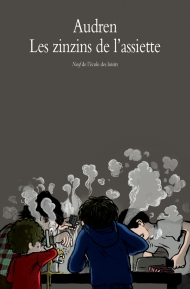 Audren
Les zinzins de l'assiette
Neuf de l'école des loisirs